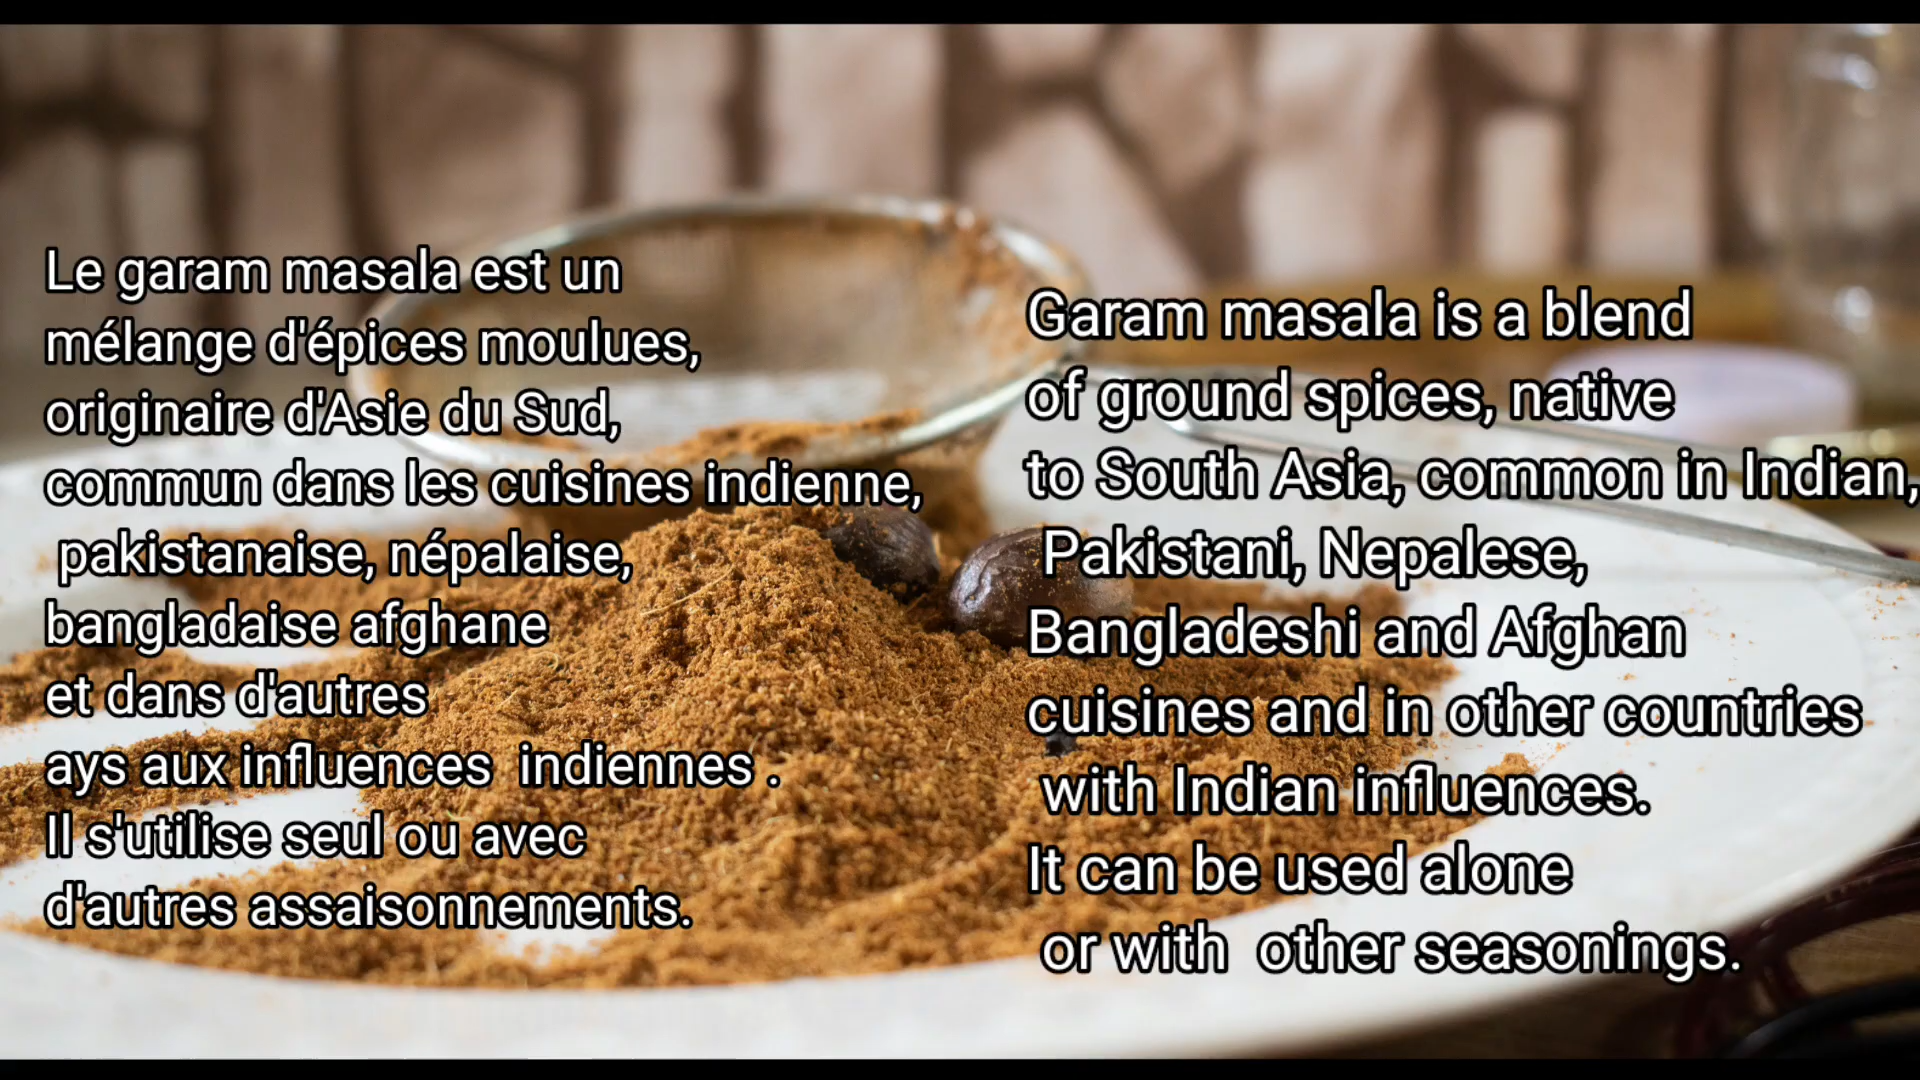 Le garam masala est un
mélange d'épices moulues,
originaire d'Asie du Sud,
commun dans les cuisines indienne,
pakistanaise, népalaise,
bangladaise afghane
et dans d'autres
ays aux influences  indiennes .
Il s'utilise seul ou avec
d'autres assaisonnements.
Garam masala is a blend
of ground spices, native
to South Asia, common in Indian,
Pakistani, Nepalese,
Bangladeshi and Afghan
cuisines and in other countries
with Indian influences.
It can be used alone
or with  other seasonings.